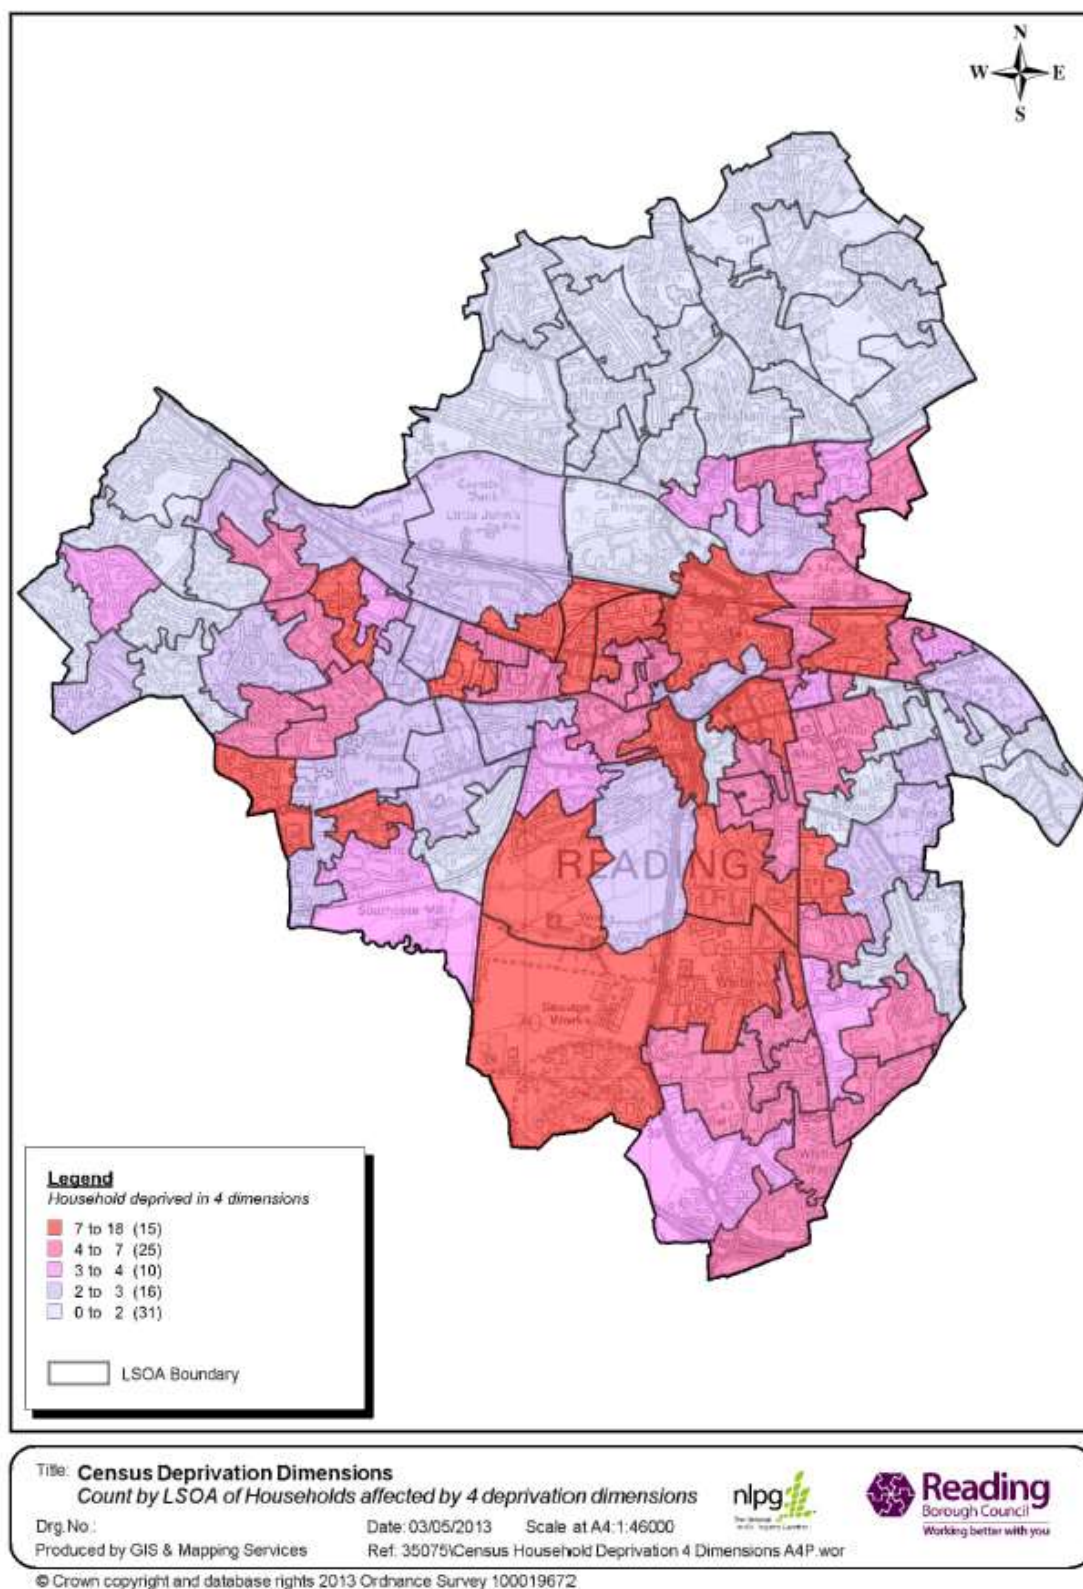 N
W E
S
READING
Sewage
Works
Legend
Household deprived in 4 dimensions
7 to 18 (15)
4 to 7 (25)
3 to 4 (10)
2 to 3 (16)
0 to 2 (31)
LSOA Boundary
Title: Census Deprivation Dimensions
Count by LSOA of Households affected by 4 deprivation dimensions
nlpg
Reading
Borough Council
Working better with you
Drg.No :
Date: 03/05/2013 Scale at A4:1:46000
Produced by GIS & Mapping Services
Ref: 35075\Census Household Deprivation 4 Dimensions A4P.wor
© Crown copyright and database rights 2013 Ordnance Survey 100019672